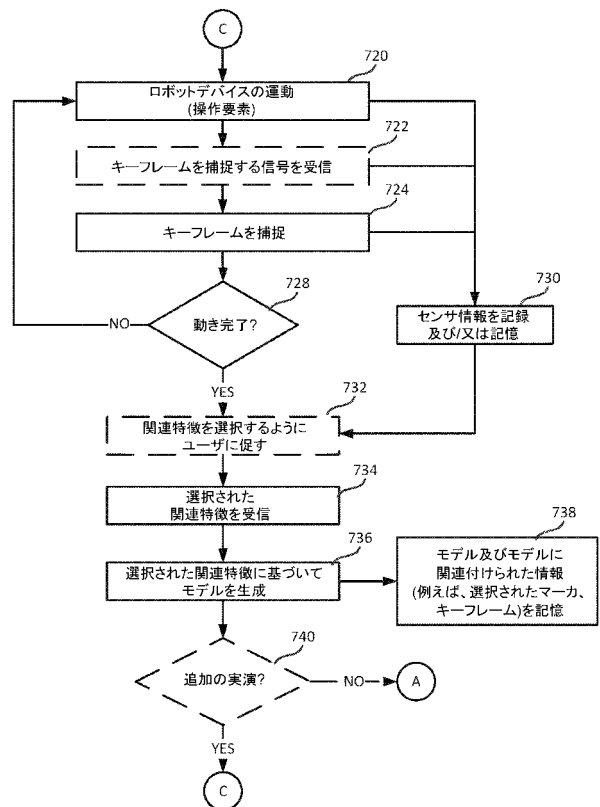 C
720
ロボットデバイスの運動
(操作要素)
722
キーフレームを捕捉する信号を受信
724
キーフレームを捕捉
728
動き完了?
NO
730
センサ情報を記録
及び/又は記憶
YES
732
関連特徴を選択するように
ユーザに促す
734
選択された
関連特徴を受信
736
選択された関連特徴に基づいて
モデルを生成
738
モデル及びモデルに
関連付けられた情報
(例えば、選択されたマーカ、
キーフレーム)を記憶
740
追加の実演?
NO
A
YES
C